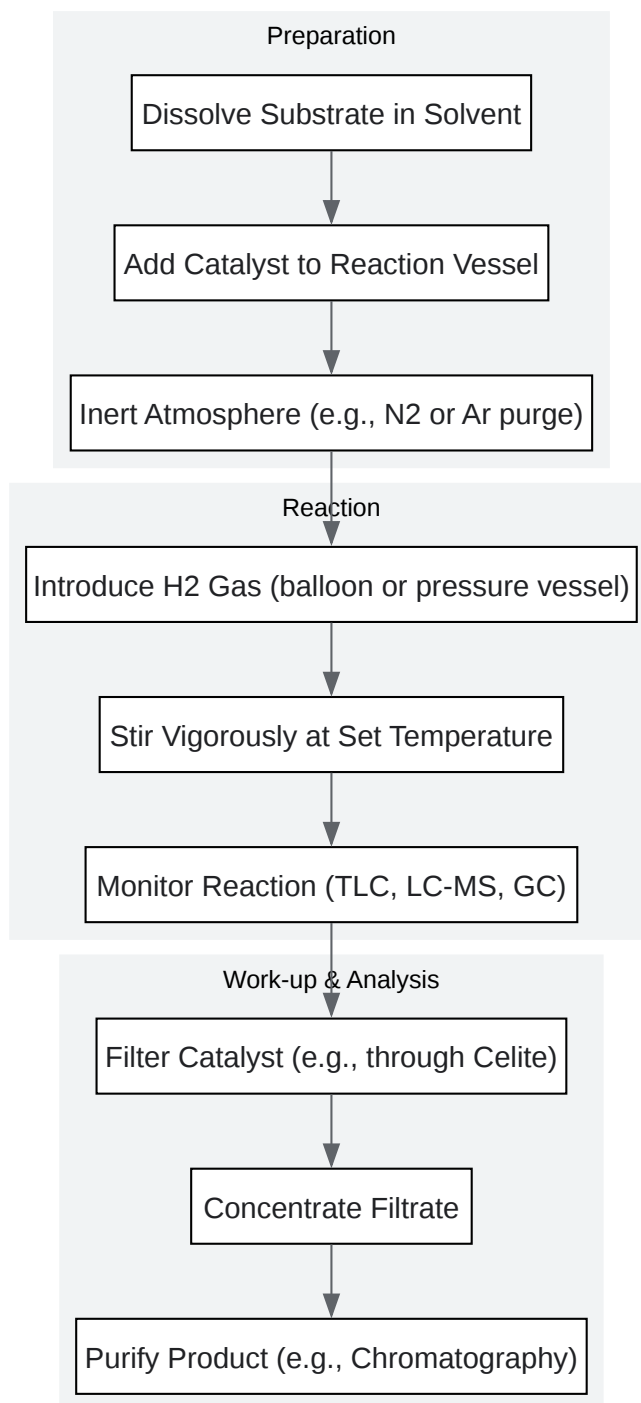 Preparation
Dissolve Substrate in Solvent
Add Catalyst to Reaction Vessel
Inert Atmosphere (e.g., N2 or Ar purge)
Reaction
Introduce H2 Gas (balloon or pressure vessel)
Stir Vigorously at Set Temperature
Monitor Reaction (TLC, LC-MS, GC)
Work-up & Analysis
Filter Catalyst (e.g., through Celite)
Concentrate Filtrate
Purify Product (e.g., Chromatography)